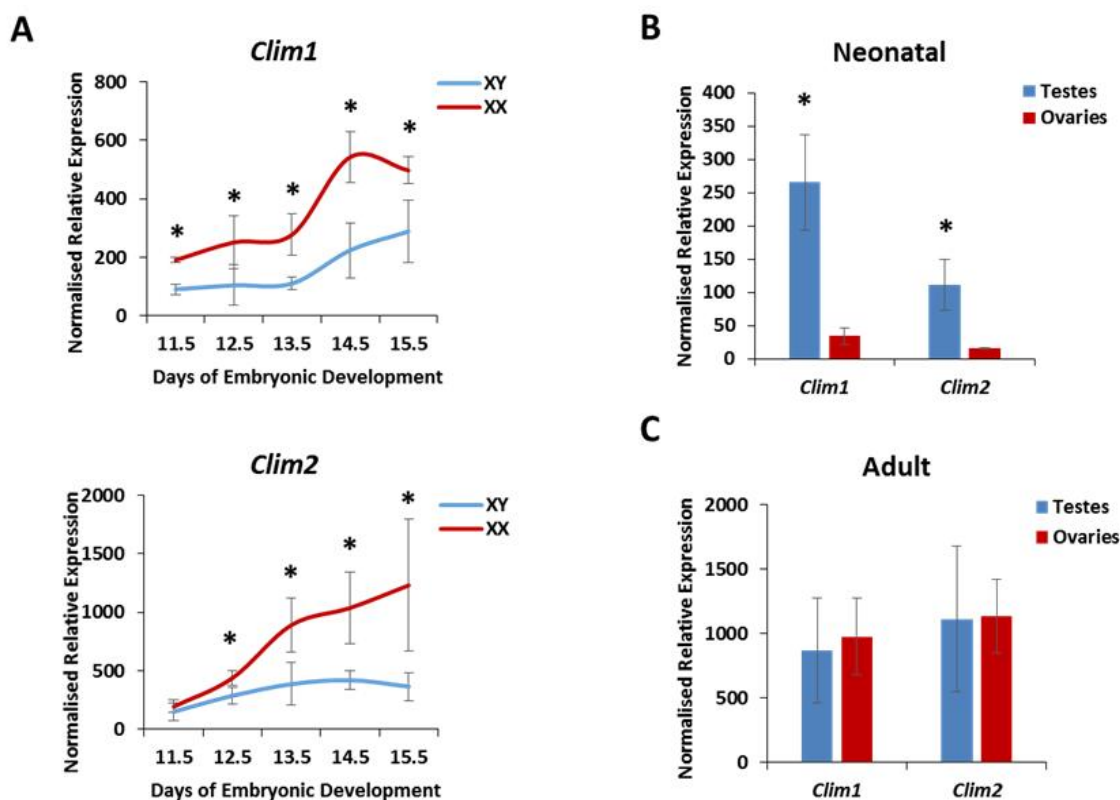 A
Clim1
Normalised Relative Expression
800
600
400
200
0
*
*
*
*
*
XY
XX
11.5 12.5 13.5 14.5 15.5
Days of Embryonic Development
Clim2
Normalised Relative Expression
2000
1500
1000
500
0
*
*
*
*
XY
XX
11.5 12.5 13.5 14.5 15.5
Days of Embryonic Development
B
Neonatal
Normalised Relative Expression
400
350
300
250
200
150
100
50
0
*
*
Testes
Ovaries
Clim1 Clim2
C
Adult
Normalised Relative Expression
2000
1500
1000
500
0
Testes
Ovaries
Clim1 Clim2